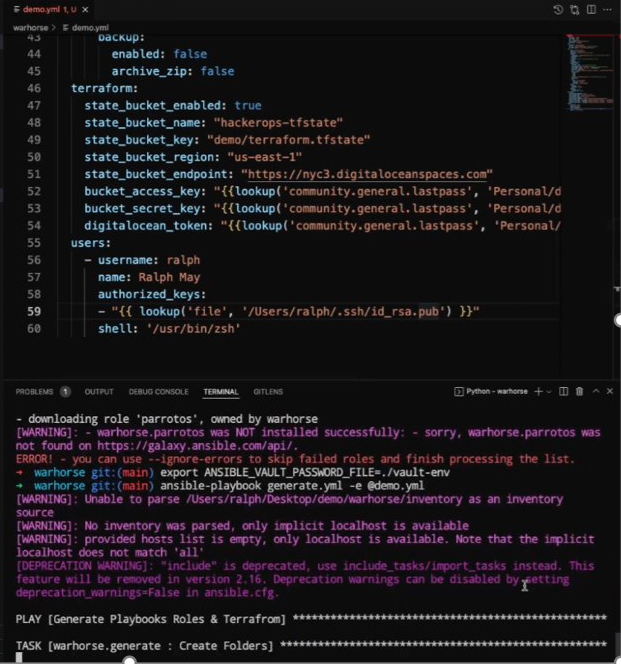 demo.yml 1, U
warhorse > demo.yml
43 backup:
44 enabled: false
45 archive_zip: false
46 terraform:
47 state_bucket_enabled: true
48 state_bucket_name: "hackerops-tfstate"
49 state_bucket_key: "demo/terraform.tfstate"
50 state_bucket_region: "us-east-1"
51 state_bucket_endpoint: "https://nyc3.digitaloceanspaces.com"
52 bucket_access_key: "{{lookup('community.general.lastpass', 'Personal/d
53 bucket_secret_key: "{{lookup('community.general.lastpass', 'Personal/d
54 digitalocean_token: "{{lookup('community.general.lastpass', 'Personal/
55 users:
56 - username: ralph
57 name: Ralph May
58 authorized_keys:
59 - "{{ lookup('file', '/Users/ralph/.ssh/id_rsa.pub') }}"
60 shell: '/usr/bin/zsh'
PROBLEMS 1 OUTPUT DEBUG CONSOLE TERMINAL GITLENS Python - warhorse
- downloading role 'parrotos', owned by warhorse
[WARNING]: - warhorse.parrotos was NOT installed successfully: - sorry, warhorse.parrotos was
not found on https://galaxy.ansible.com/api/.
ERROR! - you can use --ignore-errors to skip failed roles and finish processing the list.
→ warhorse git:(main) export ANSIBLE_VAULT_PASSWORD_FILE=./vault-env
→ warhorse git:(main) ansible-playbook generate.yml -e @demo.yml
[WARNING]: Unable to parse /Users/ralph/Desktop/demo/warhorse/inventory as an inventory
source
[WARNING]: No inventory was parsed, only implicit localhost is available
[WARNING]: provided hosts list is empty, only localhost is available. Note that the implicit
localhost does not match 'all'
[DEPRECATION WARNING]: "include" is deprecated, use include_tasks/import_tasks instead. This
feature will be removed in version 2.16. Deprecation warnings can be disabled by setting
deprecation_warnings=False in ansible.cfg.
PLAY [Generate Playbooks Roles & Terrafrom] ********************************************
TASK [warhorse.generate : Create Folders] **********************************************